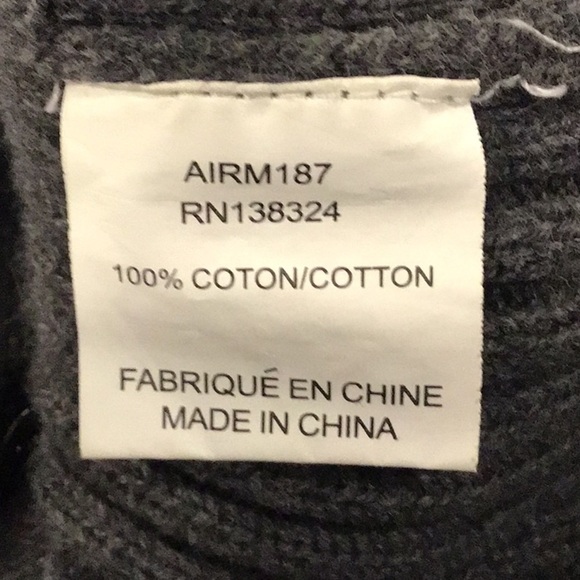 AIRM187
RN138324
100% COTON/COTTON
FABRIQUÉ EN CHINE
MADE IN CHINA